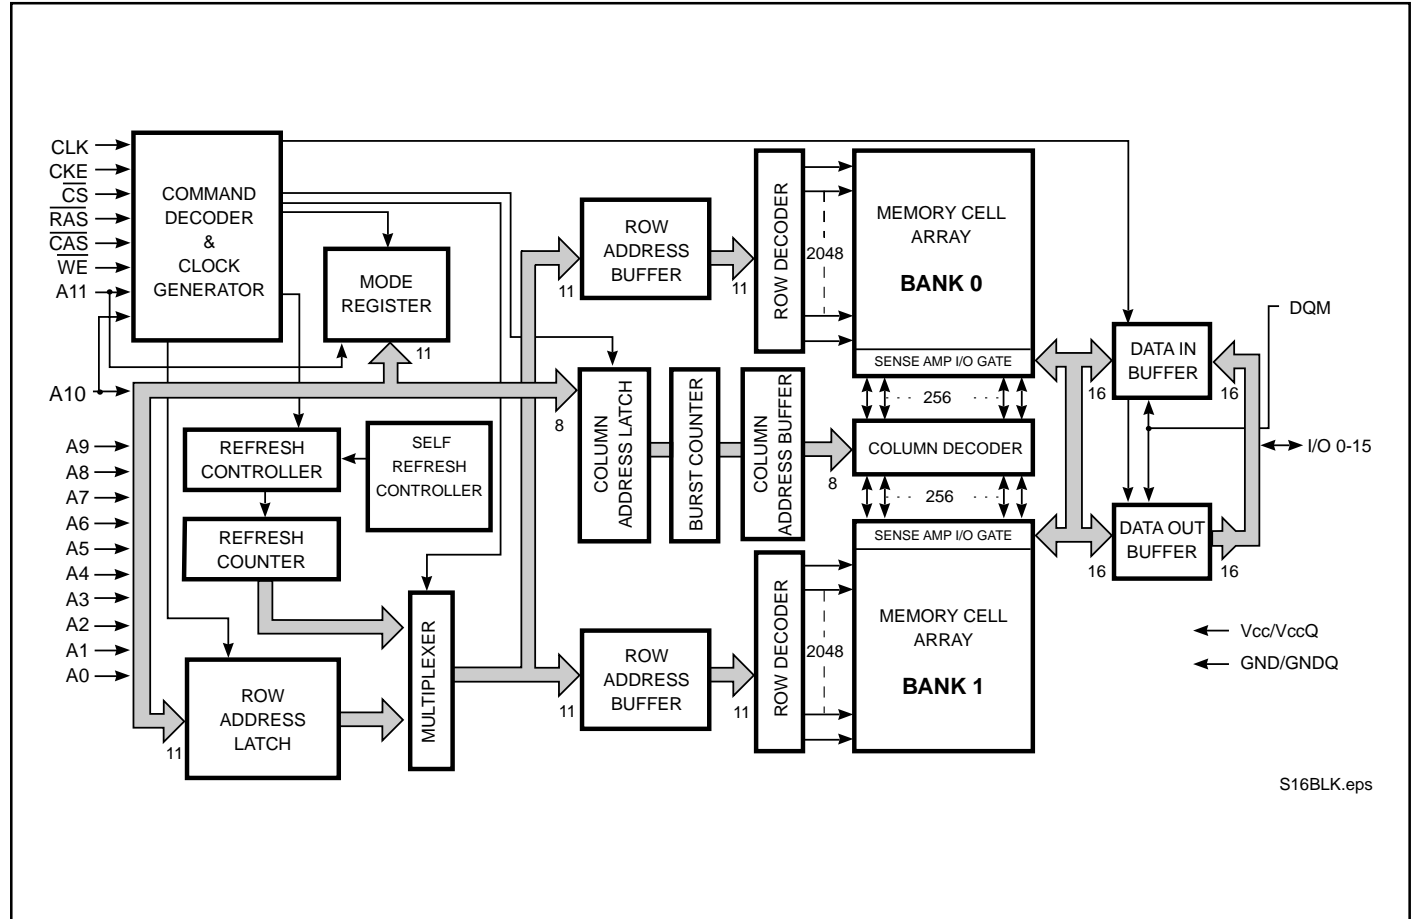 CLK
CKE
CS
RAS
CAS
WE
A11
A10
A9
A8
A7
A6
A5
A4
A3
A2
A1
A0
COMMAND
DECODER
&
CLOCK
GENERATOR
MODE
REGISTER
11
REFRESH
CONTROLLER
SELF
REFRESH
CONTROLLER
REFRESH
COUNTER
ROW
ADDRESS
LATCH
11
MULTIPLEXER
ROW
ADDRESS
BUFFER
11
11
COLUMN
ADDRESS LATCH
8
BURST COUNTER
COLUMN
ADDRESS BUFFER
8
ROW
ADDRESS
BUFFER
11
11
ROW DECODER
2048
MEMORY CELL
ARRAY
BANK 0
SENSE AMP I/O GATE
256
COLUMN DECODER
256
SENSE AMP I/O GATE
ROW DECODER
2048
MEMORY CELL
ARRAY
BANK 1
DQM
DATA IN
BUFFER
16
16
I/O 0-15
DATA OUT
BUFFER
16
16
Vcc/VccQ
GND/GNDQ
S16BLK.eps